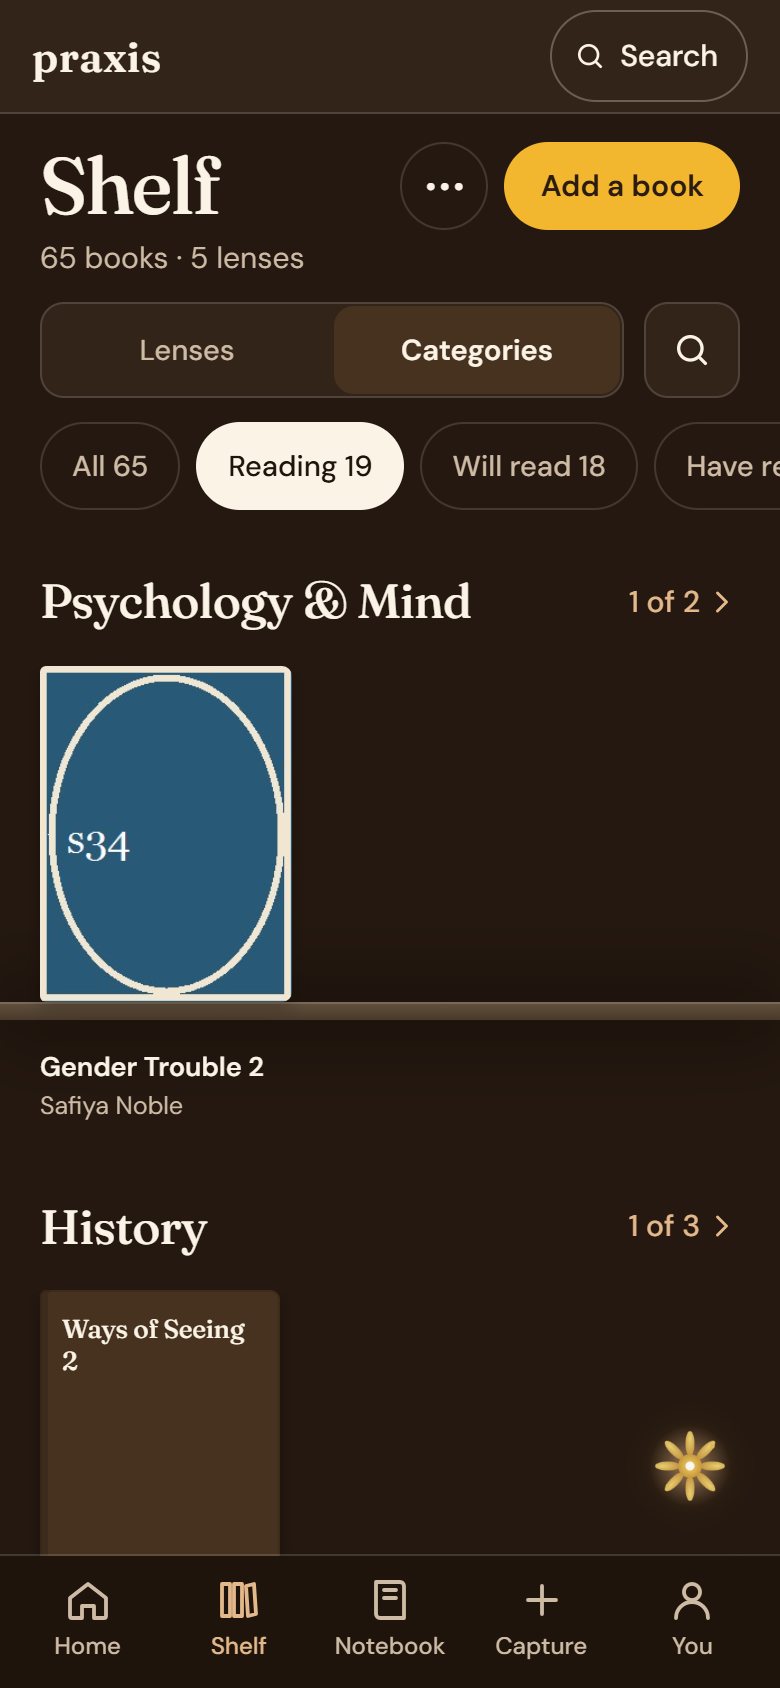 praxis
Search
Shelf
Add a book
65 books · 5 lenses
Lenses
Categories
All 65
Reading 19
Will read 18
Have re
Psychology & Mind
1 of 2
s34
Gender Trouble 2
Safiya Noble
History
1 of 3
Ways of Seeing
2
Home
Shelf
Notebook
Capture
You